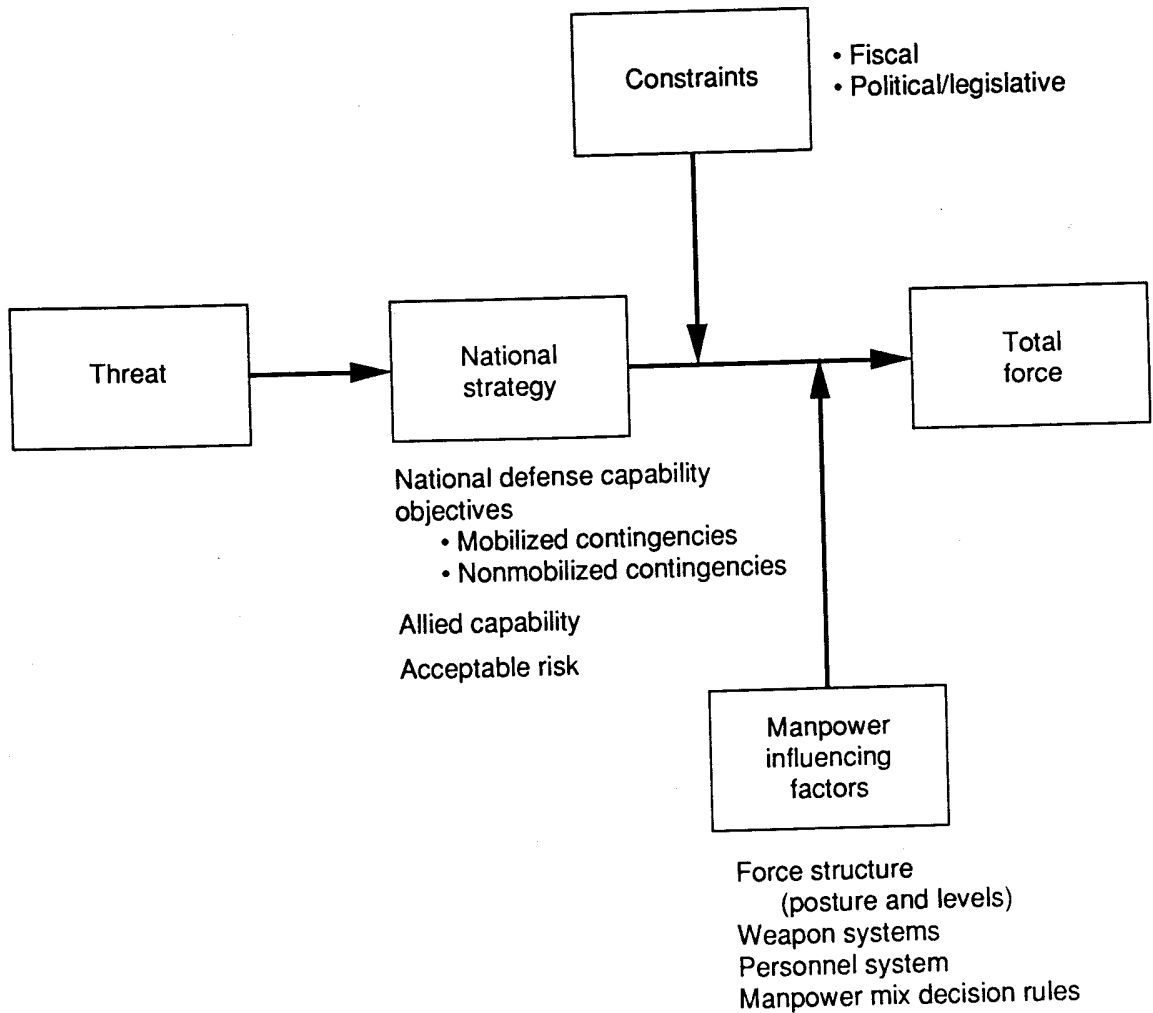 Constraints
• Fiscal
• Political/legislative
Threat
National
strategy
Total
force
National defense capability
objectives
• Mobilized contingencies
• Nonmobilized contingencies
Allied capability
Acceptable risk
Manpower
influencing
factors
Force structure
(posture and levels)
Weapon systems
Personnel system
Manpower mix decision rules